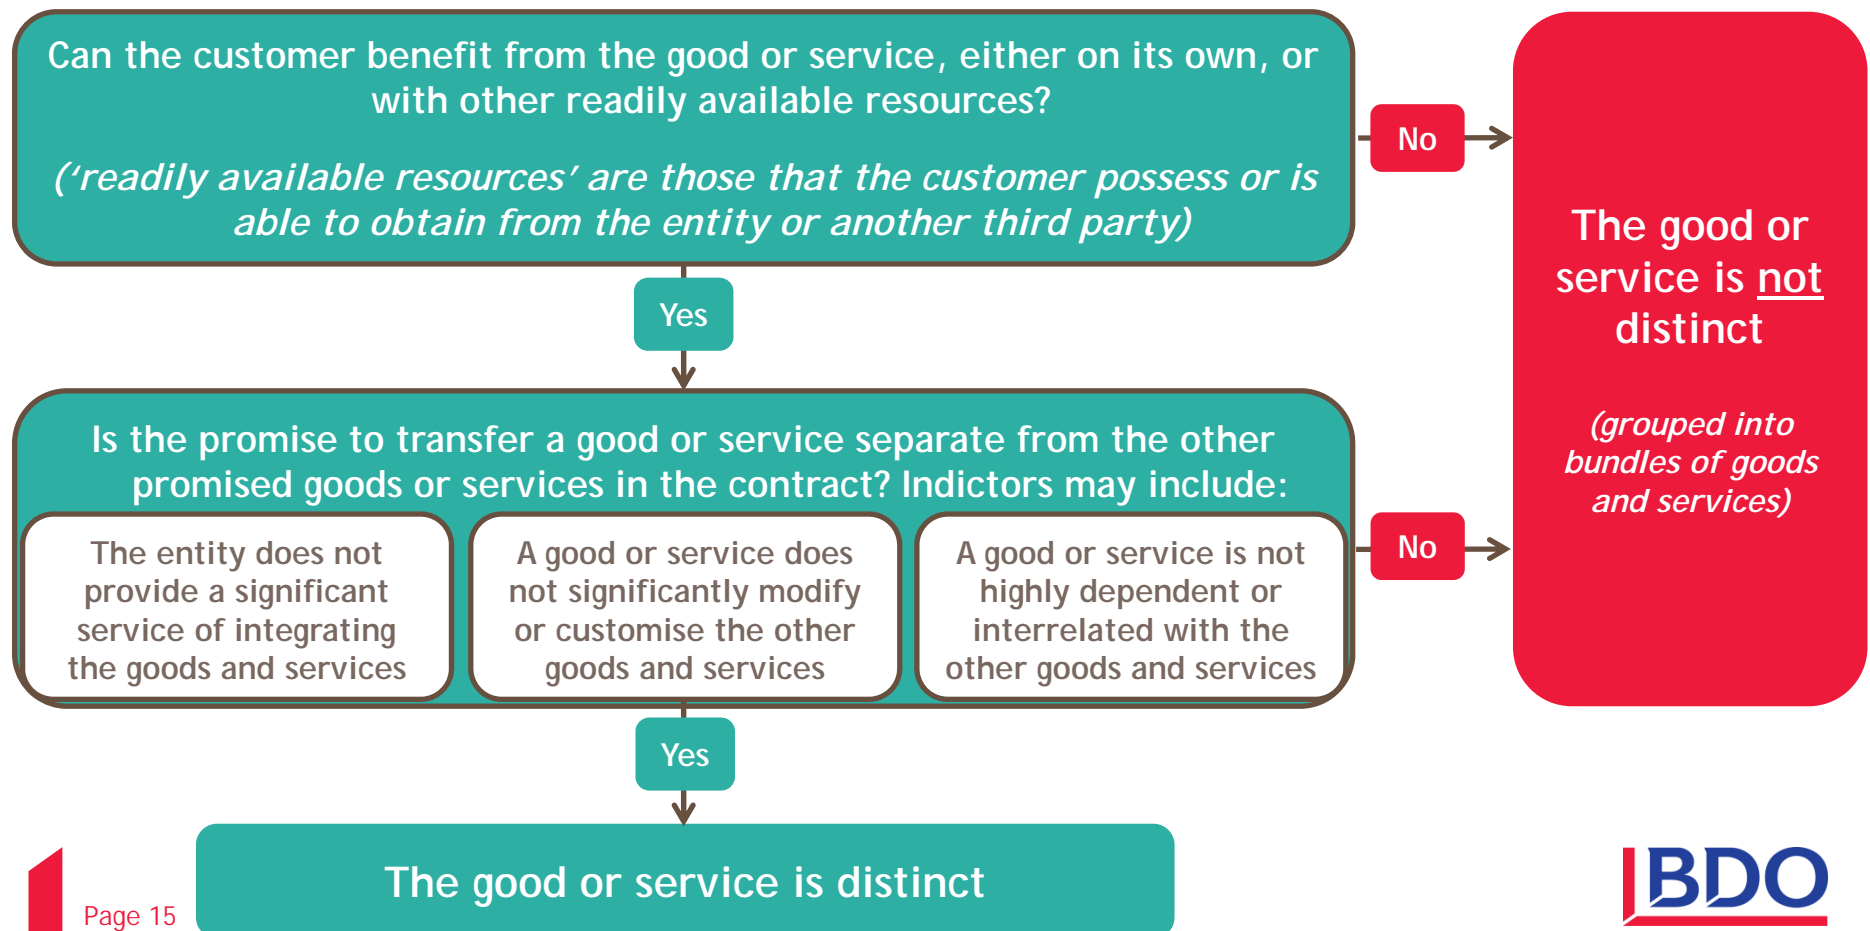 Can the customer benefit from the good or service, either on its own, or
with other readily available resources?
(‘readily available resources’ are those that the customer possess or is
able to obtain from the entity or another third party)
No
The good or
service is not
distinct
(grouped into
bundles of goods
and services)
Yes
Is the promise to transfer a good or service separate from the other
promised goods or services in the contract? Indictors may include:
The entity does not
provide a significant
service of integrating
the goods and services
A good or service does
not significantly modify
or customise the other
goods and services
A good or service is not
highly dependent or
interrelated with the
other goods and services
No
Yes
The good or service is distinct
Page 15
BDO